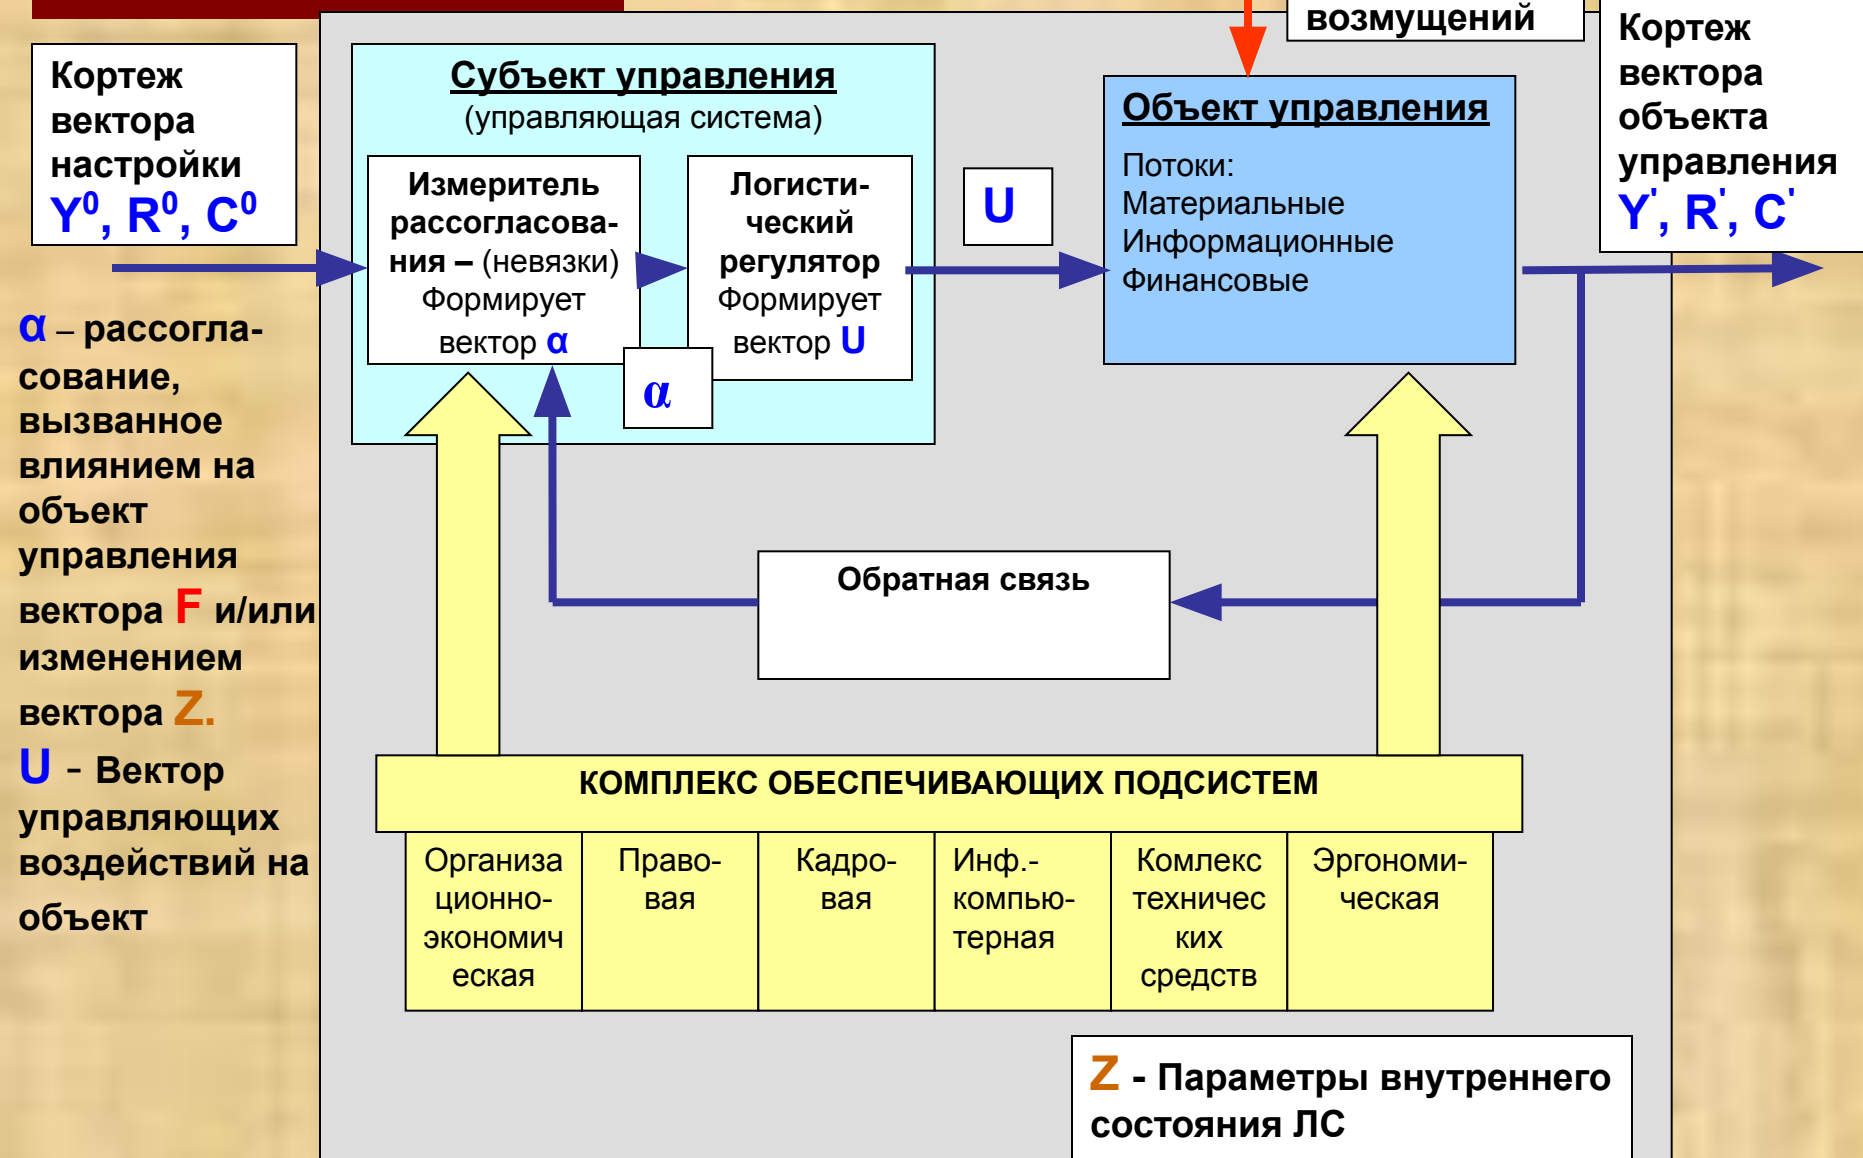 возмущений
Кортеж
вектора
настройки
Y⁰, R⁰, C⁰
Субъект управления
(управляющая система)
Измеритель
рассогласова-
ния – (невязки)
Формирует
вектор α
Логисти-
ческий
регулятор
Формирует
вектор U
α
U
Объект управления
Потоки:
Материальные
Информационные
Финансовые
Кортеж
вектора
объекта
управления
Y', R', C'
α – рассогла-
сование,
вызванное
влиянием на
объект
управления
вектора F и/или
изменением
вектора Z.
U - Вектор
управляющих
воздействий на
объект
Обратная связь
КОМПЛЕКС ОБЕСПЕЧИВАЮЩИХ ПОДСИСТЕМ
Организа
ционно-
экономич
еская
Право-
вая
Кадро-
вая
Инф.-
компью-
терная
Комлекс
техничес
ких
средств
Эргономи-
ческая
Z - Параметры внутреннего
состояния ЛС